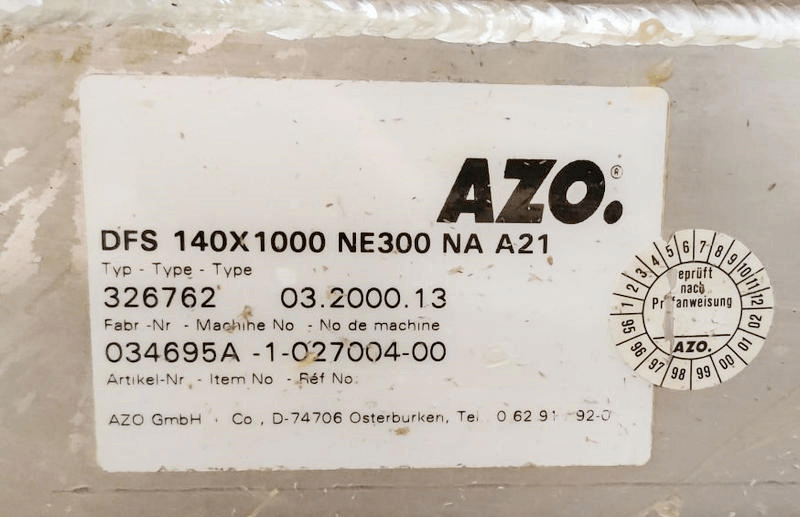 AZO.®
DFS 140X1000 NE300 NA A21
Typ - Type - Type
326762 03.2000.13
Fabr -Nr - Machine No - No de machine
034695A -1-027004-00
Artikel-Nr - Item No - Réf No.
AZO GmbH Co , D-74706 Osterburken, Tel 0 62 91 92-0
1 2 3 4 5 6 7 8 9 10 11 12
eprüft
nach
Pr fanweisung
AZO.
95 96 97 98 99 00 01 02